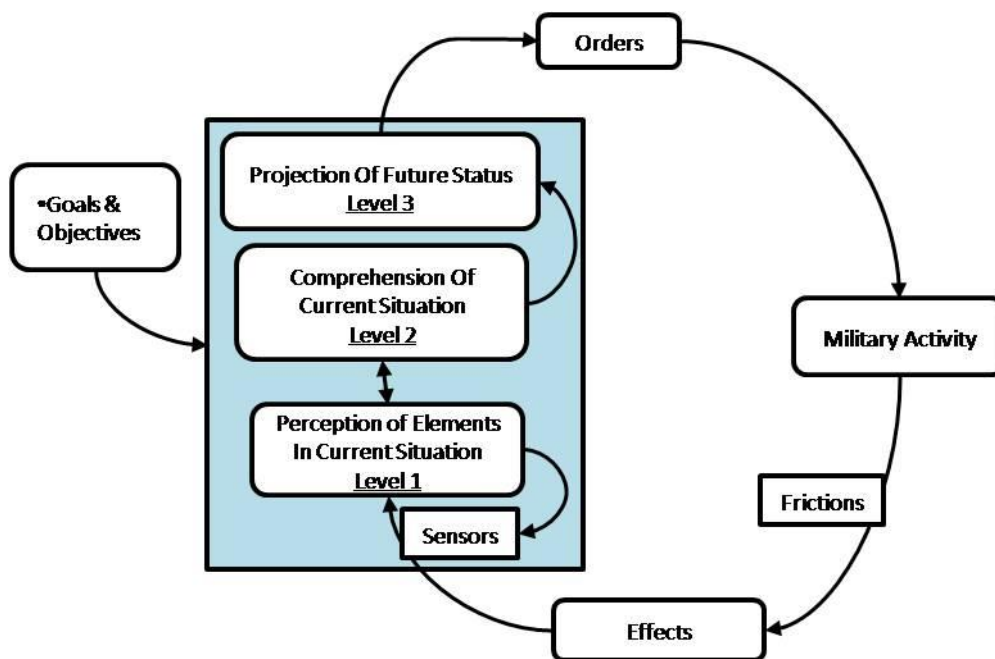 Orders
Projection Of Future Status
Level 3
▪Goals &
Objectives
Comprehension Of
Current Situation
Level 2
Military Activity
Perception of Elements
In Current Situation
Level 1
Frictions
Sensors
Effects